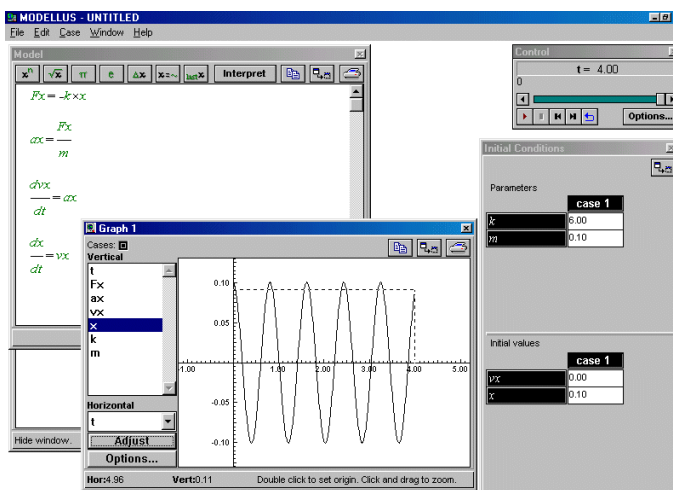 MODELLUS - UNTITLED
File Edit Case Window Help
Model
xⁿ √x π e Δx Interpret
Fx = -k×x
ax = Fx/m
dvx/dt = ax
dx/dt = vx
Hide window.
Control
t = 4.00
0
Options...
Initial Conditions
Parameters
case 1
k 6.00
m 0.10
Initial values
case 1
vx 0.00
x 0.10
Graph 1
Cases:
Vertical
t
Fx
ax
vx
x
k
m
Horizontal
t
Adjust
Options...
0.10
0.05
-0.05
-0.10
-1.00 1.00 2.00 3.00 4.00 5.00
Hor:4.96 Vert:0.11 Double click to set origin. Click and drag to zoom.